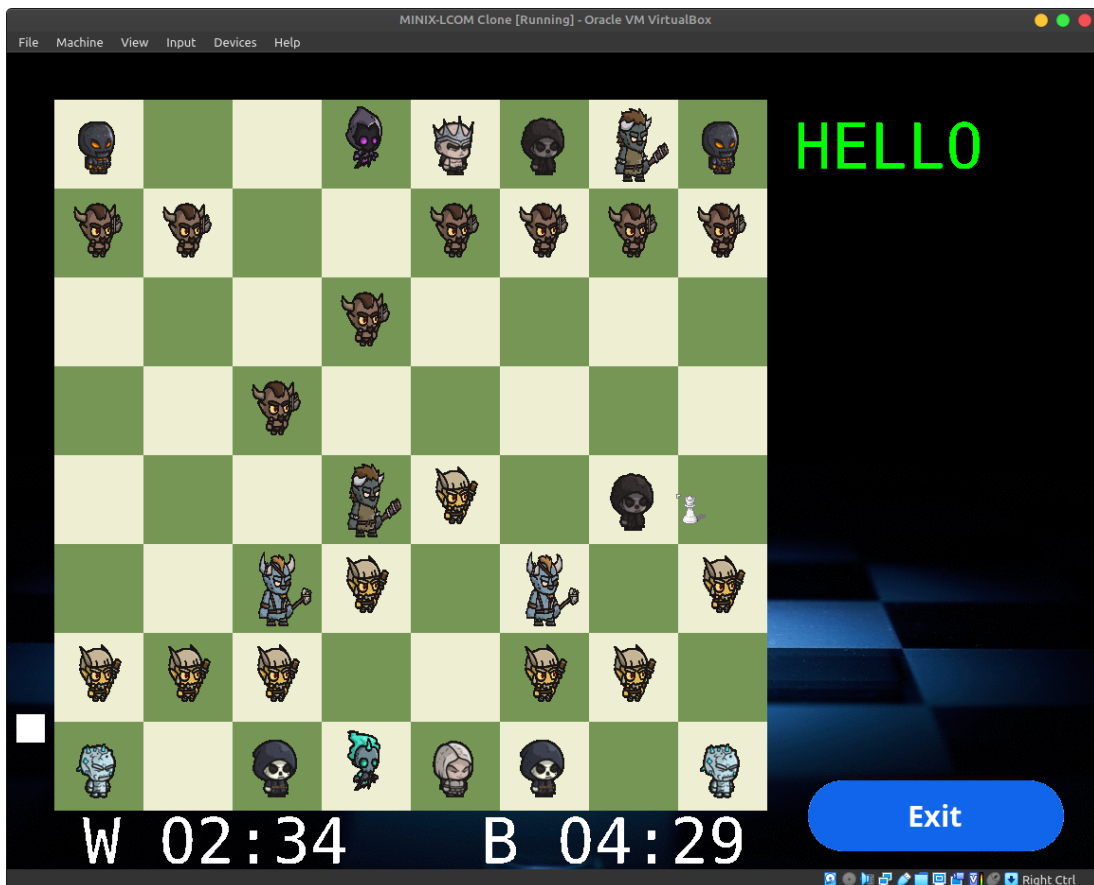 MINIX-LCOM Clone [Running] - Oracle VM VirtualBox
File Machine View Input Devices Help
HELLO
W 02:34 B 04:29
Exit
Right Ctrl